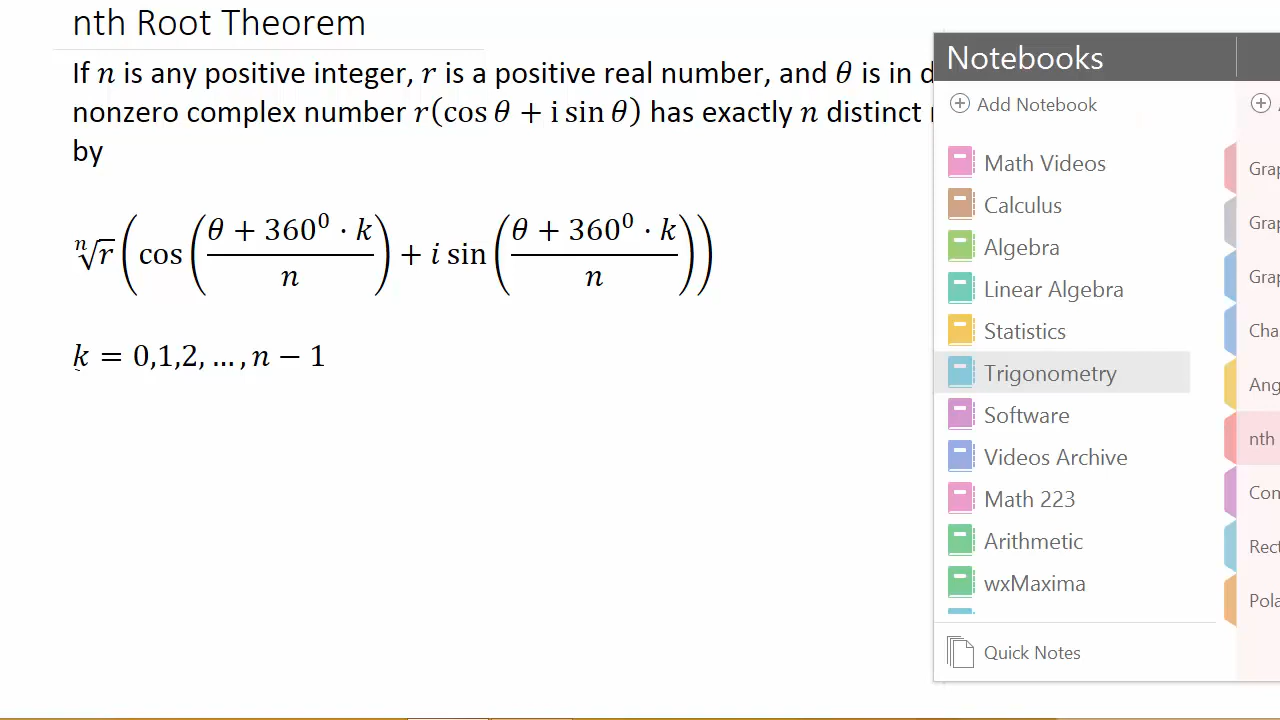 nth Root Theorem
If n is any positive integer, r is a positive real number, and θ is in
nonzero complex number r(cos θ + i sin θ) has exactly n distinct
by
ⁿ√r (cos((θ + 360⁰ · k)/n) + i sin((θ + 360⁰ · k)/n))
k = 0,1,2, … , n − 1
Notebooks
Add Notebook
Math Videos
Calculus
Algebra
Linear Algebra
Statistics
Trigonometry
Software
Videos Archive
Math 223
Arithmetic
wxMaxima
Quick Notes
Grap
Grap
Grap
Cha
Ang
nth
Com
Rect
Pola